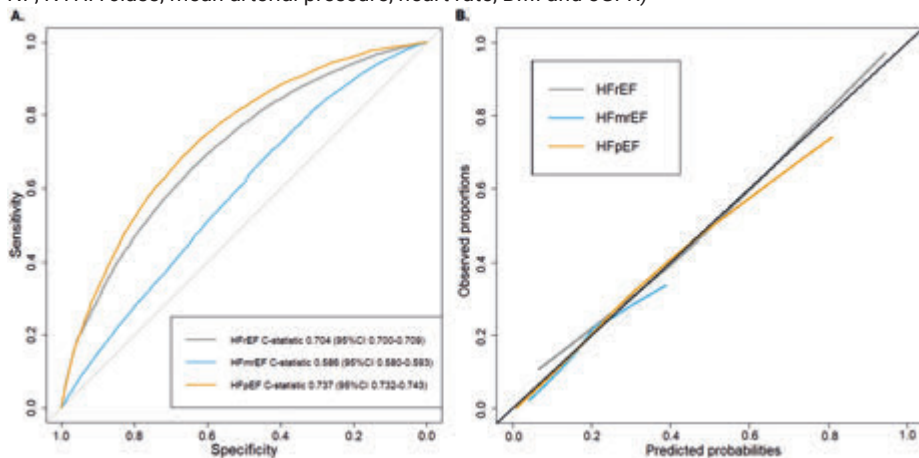 A.
B.
1.0
0.8
0.6
0.4
0.2
0.0
Sensitivity
HFrEF C-statistic 0.704 (95%CI 0.700-0.709)
HFmrEF C-statistic 0.586 (95%CI 0.580-0.593)
HFpEF C-statistic 0.737 (95%CI 0.732-0.743)
1.0 0.8 0.6 0.4 0.2 0.0
Specificity
1.0
0.8
0.6
0.4
0.2
0.0
Observed proportions
HFrEF
HFmrEF
HFpEF
0.0 0.2 0.4 0.6 0.8 1.0
Predicted probabilities